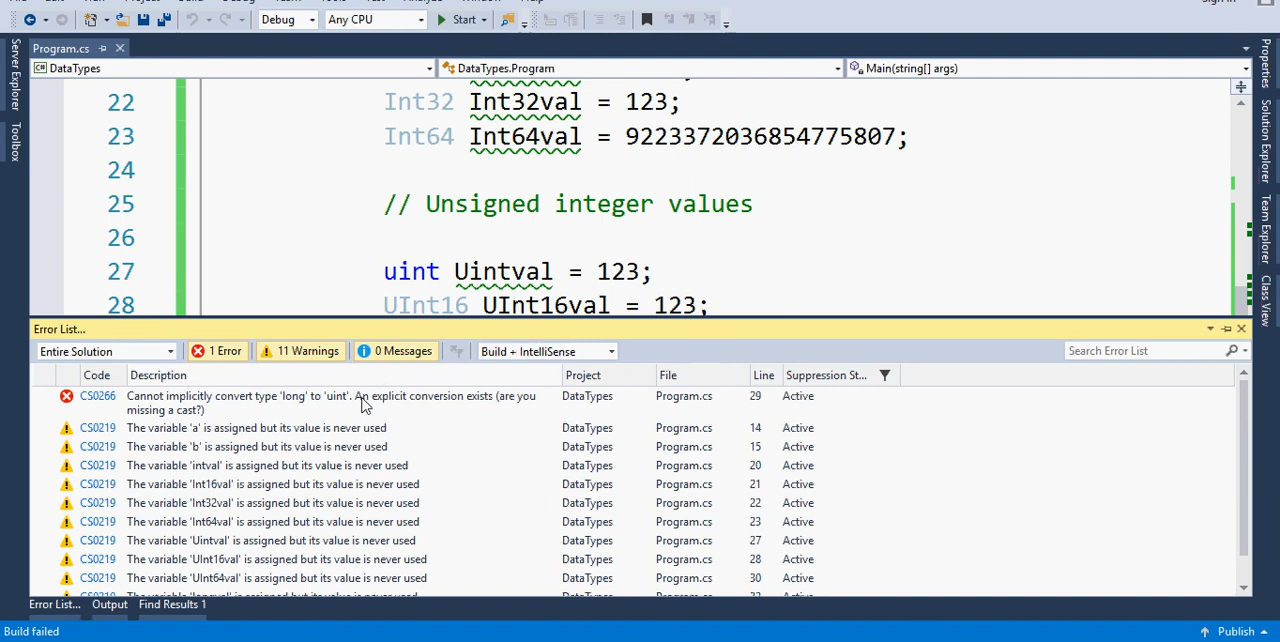 Debug
Any CPU
Start
Program.cs
DataTypes
DataTypes.Program
Main(string[] args)
Server Explorer
Toolbox
Properties
Solution Explorer
Team Explorer
Class View
22 Int32 Int32val = 123;
23 Int64 Int64val = 9223372036854775807;
24
25 // Unsigned integer values
26
27 uint Uintval = 123;
28 UInt16 UInt16val = 123;
Error List...
Entire Solution 1 Error 11 Warnings 0 Messages Build + IntelliSense Search Error List
Code Description Project File Line Suppression St...
CS0266 Cannot implicitly convert type 'long' to 'uint'. An explicit conversion exists (are you DataTypes Program.cs 29 Active
missing a cast?)
CS0219 The variable 'a' is assigned but its value is never used DataTypes Program.cs 14 Active
CS0219 The variable 'b' is assigned but its value is never used DataTypes Program.cs 15 Active
CS0219 The variable 'intval' is assigned but its value is never used DataTypes Program.cs 20 Active
CS0219 The variable 'Int16val' is assigned but its value is never used DataTypes Program.cs 21 Active
CS0219 The variable 'Int32val' is assigned but its value is never used DataTypes Program.cs 22 Active
CS0219 The variable 'Int64val' is assigned but its value is never used DataTypes Program.cs 23 Active
CS0219 The variable 'Uintval' is assigned but its value is never used DataTypes Program.cs 27 Active
CS0219 The variable 'UInt16val' is assigned but its value is never used DataTypes Program.cs 28 Active
CS0219 The variable 'UInt64val' is assigned but its value is never used DataTypes Program.cs 30 Active
Error List... Output Find Results 1
Build failed
Publish